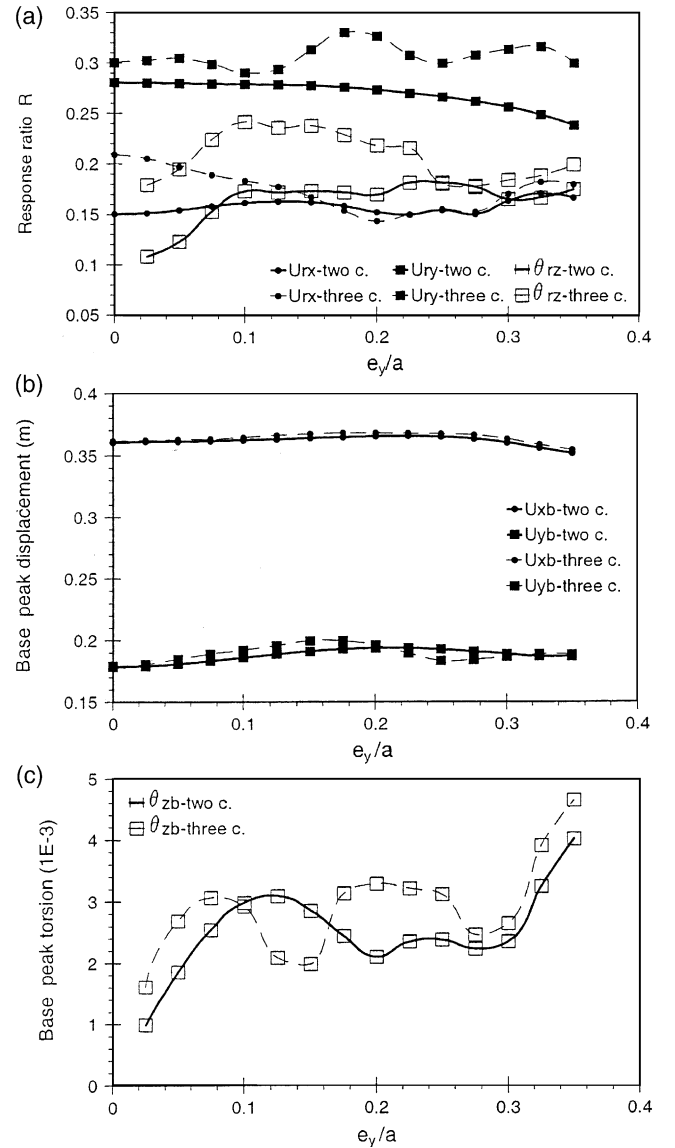 (a)
0.35
0.3
0.25
0.2
0.15
0.1
0.05
Response ratio R
Urx-two c.
Ury-two c.
θ rz-two c.
Urx-three c.
Ury-three c.
θ rz-three c.
0
0.1
0.2
0.3
0.4
ey/a
(b)
0.4
0.35
0.3
0.25
0.2
0.15
Base peak displacement (m)
Uxb-two c.
Uyb-two c.
Uxb-three c.
Uyb-three c.
0
0.1
0.2
0.3
0.4
ey/a
(c)
5
4
3
2
1
0
Base peak torsion (1E-3)
θ zb-two c.
θ zb-three c.
0
0.1
0.2
0.3
0.4
ey/a